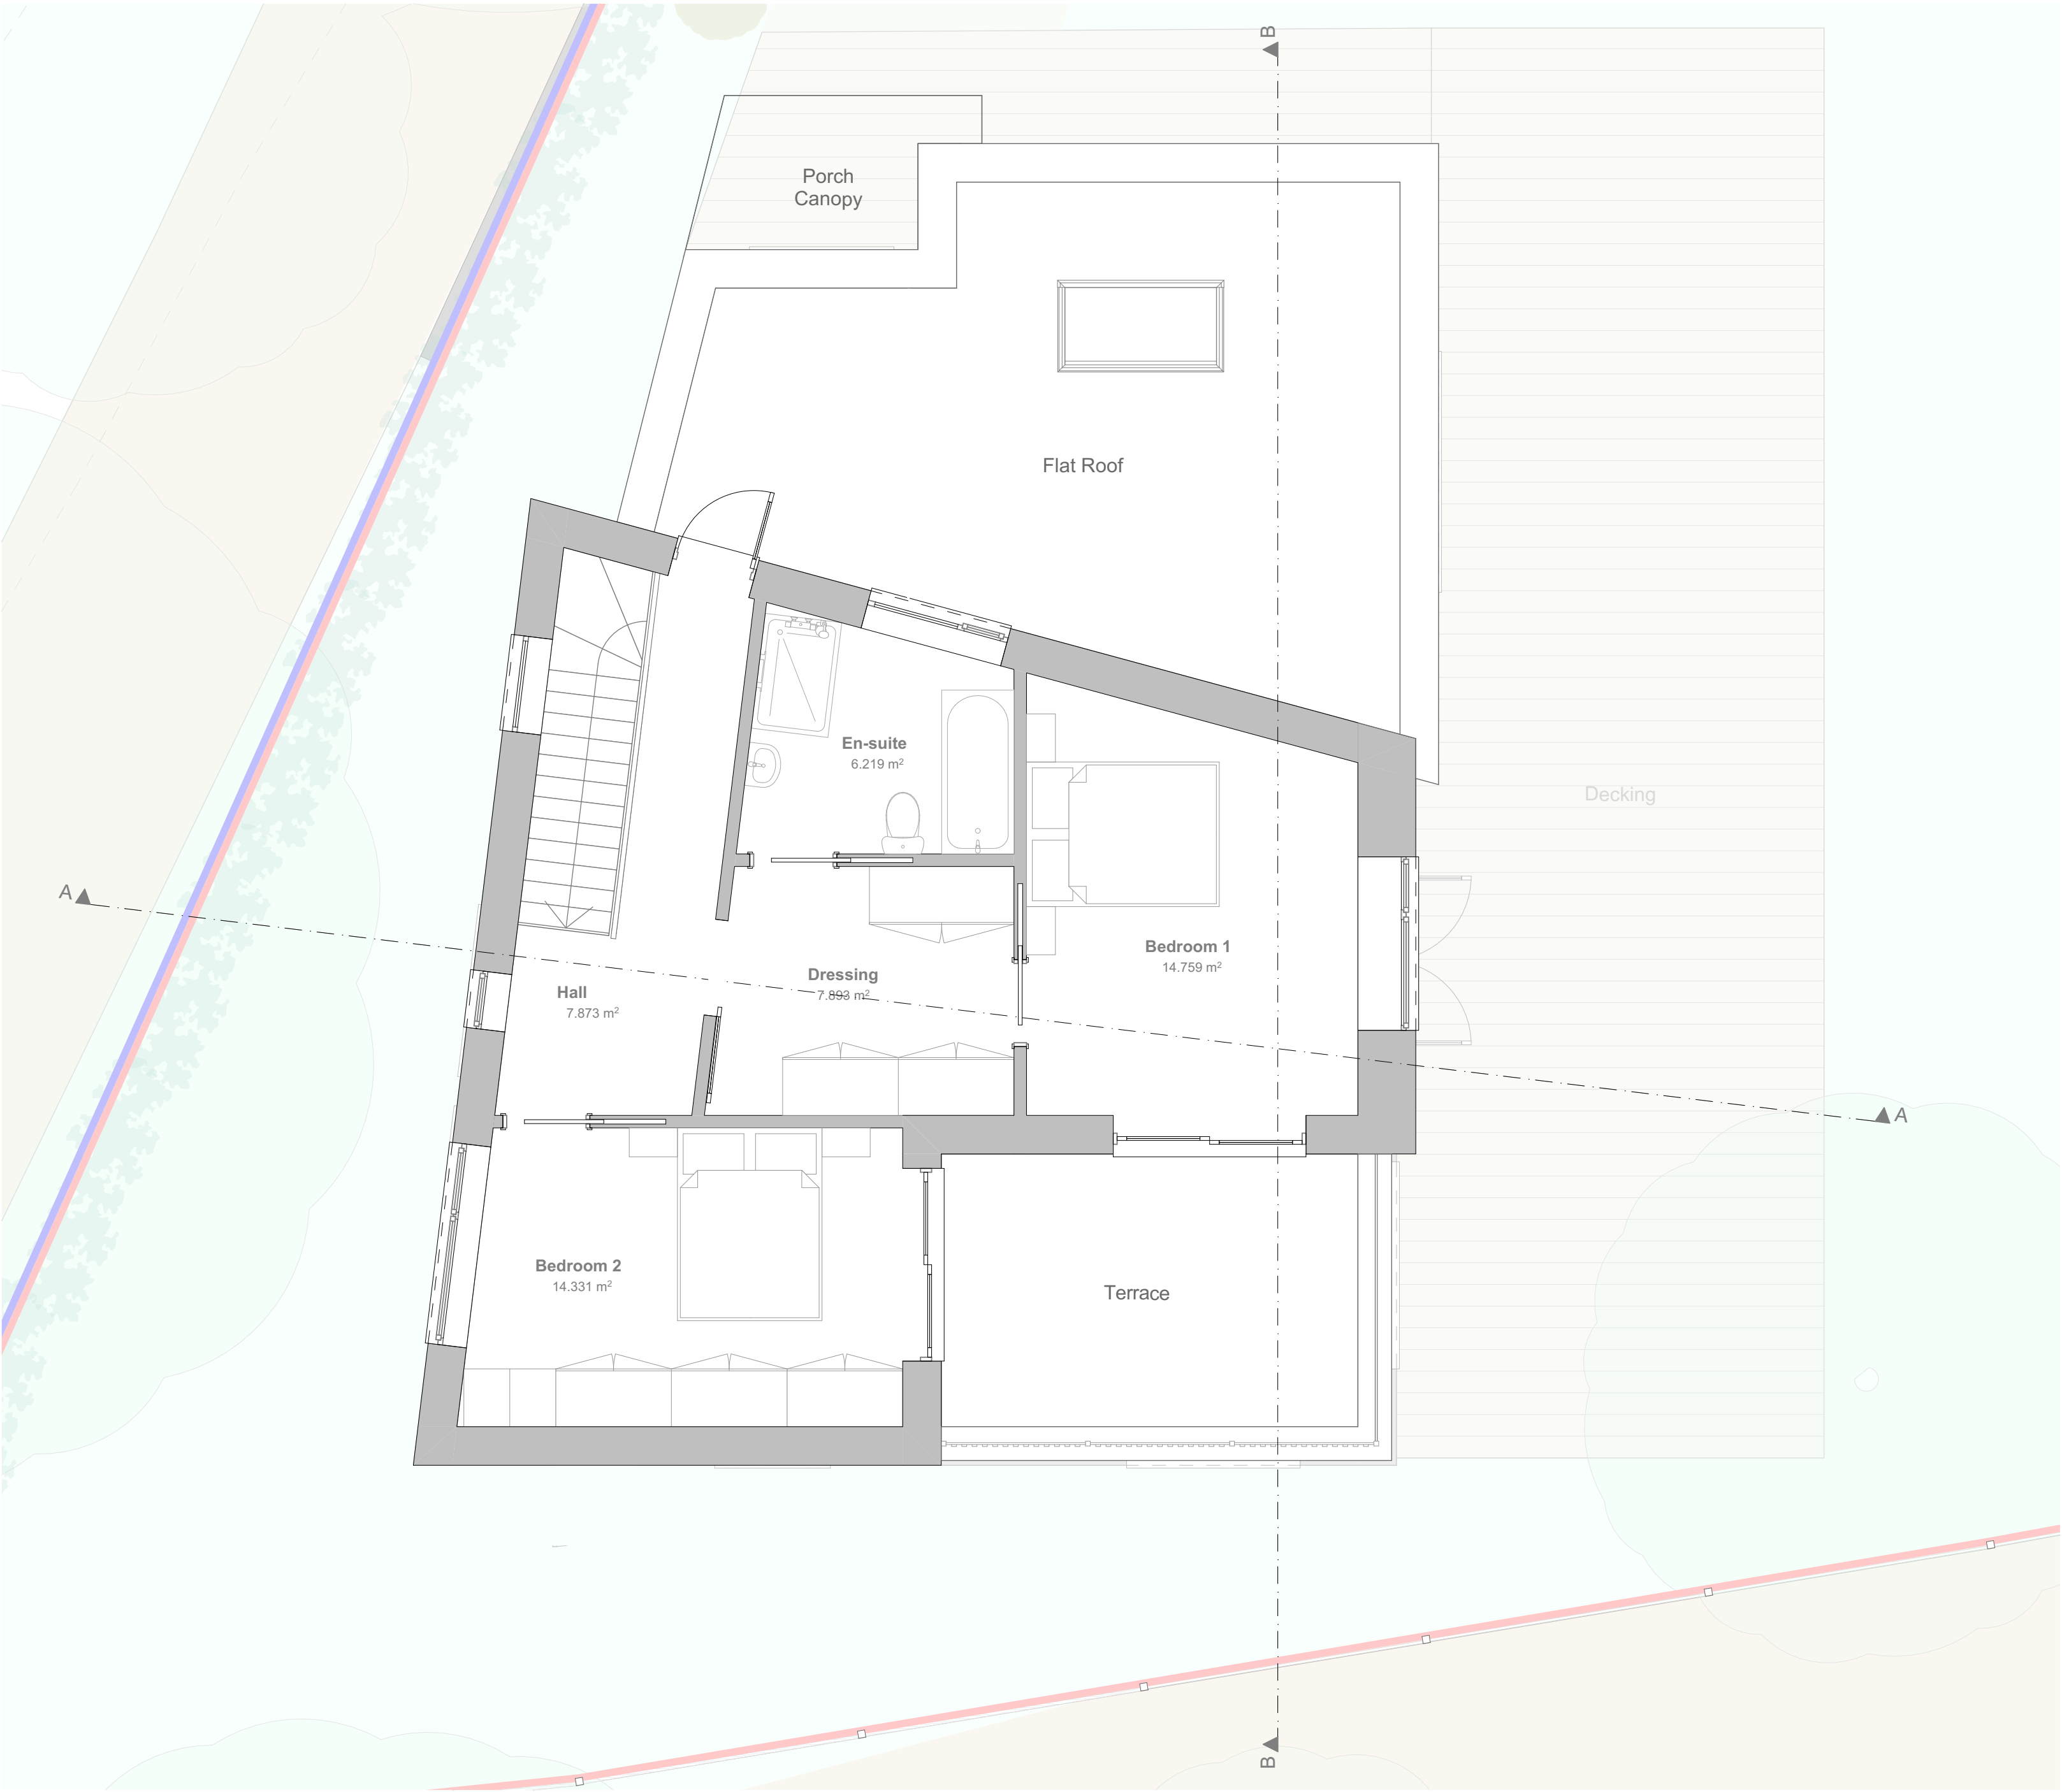 B
Porch
Canopy
Flat Roof
En-suite
6.219 m²
Decking
A
Bedroom 1
14.759 m²
Dressing
7.893 m²
Hall
7.873 m²
A
Bedroom 2
14.331 m²
Terrace
B